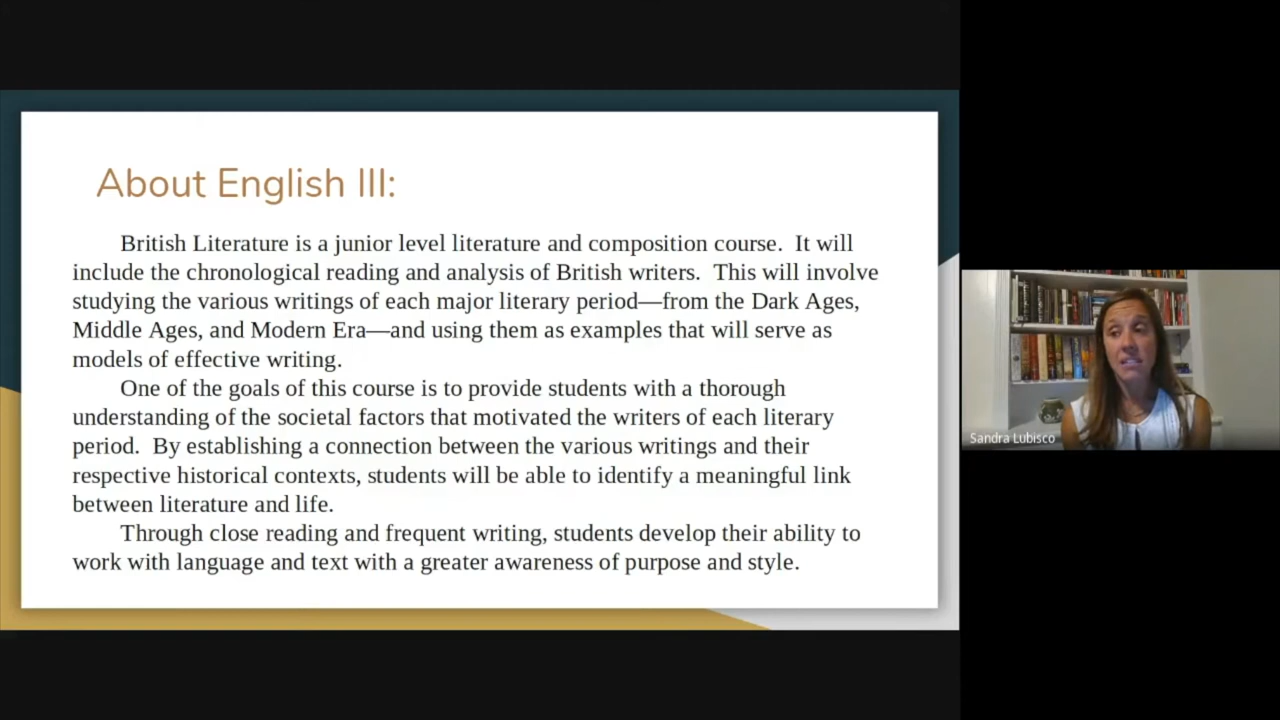 About English III:
British Literature is a junior level literature and composition course.  It will
include the chronological reading and analysis of British writers.  This will involve
studying the various writings of each major literary period—from the Dark Ages,
Middle Ages, and Modern Era—and using them as examples that will serve as
models of effective writing.
One of the goals of this course is to provide students with a thorough
understanding of the societal factors that motivated the writers of each literary
period.  By establishing a connection between the various writings and their
respective historical contexts, students will be able to identify a meaningful link
between literature and life.
Through close reading and frequent writing, students develop their ability to
work with language and text with a greater awareness of purpose and style.
Sandra Lubisco